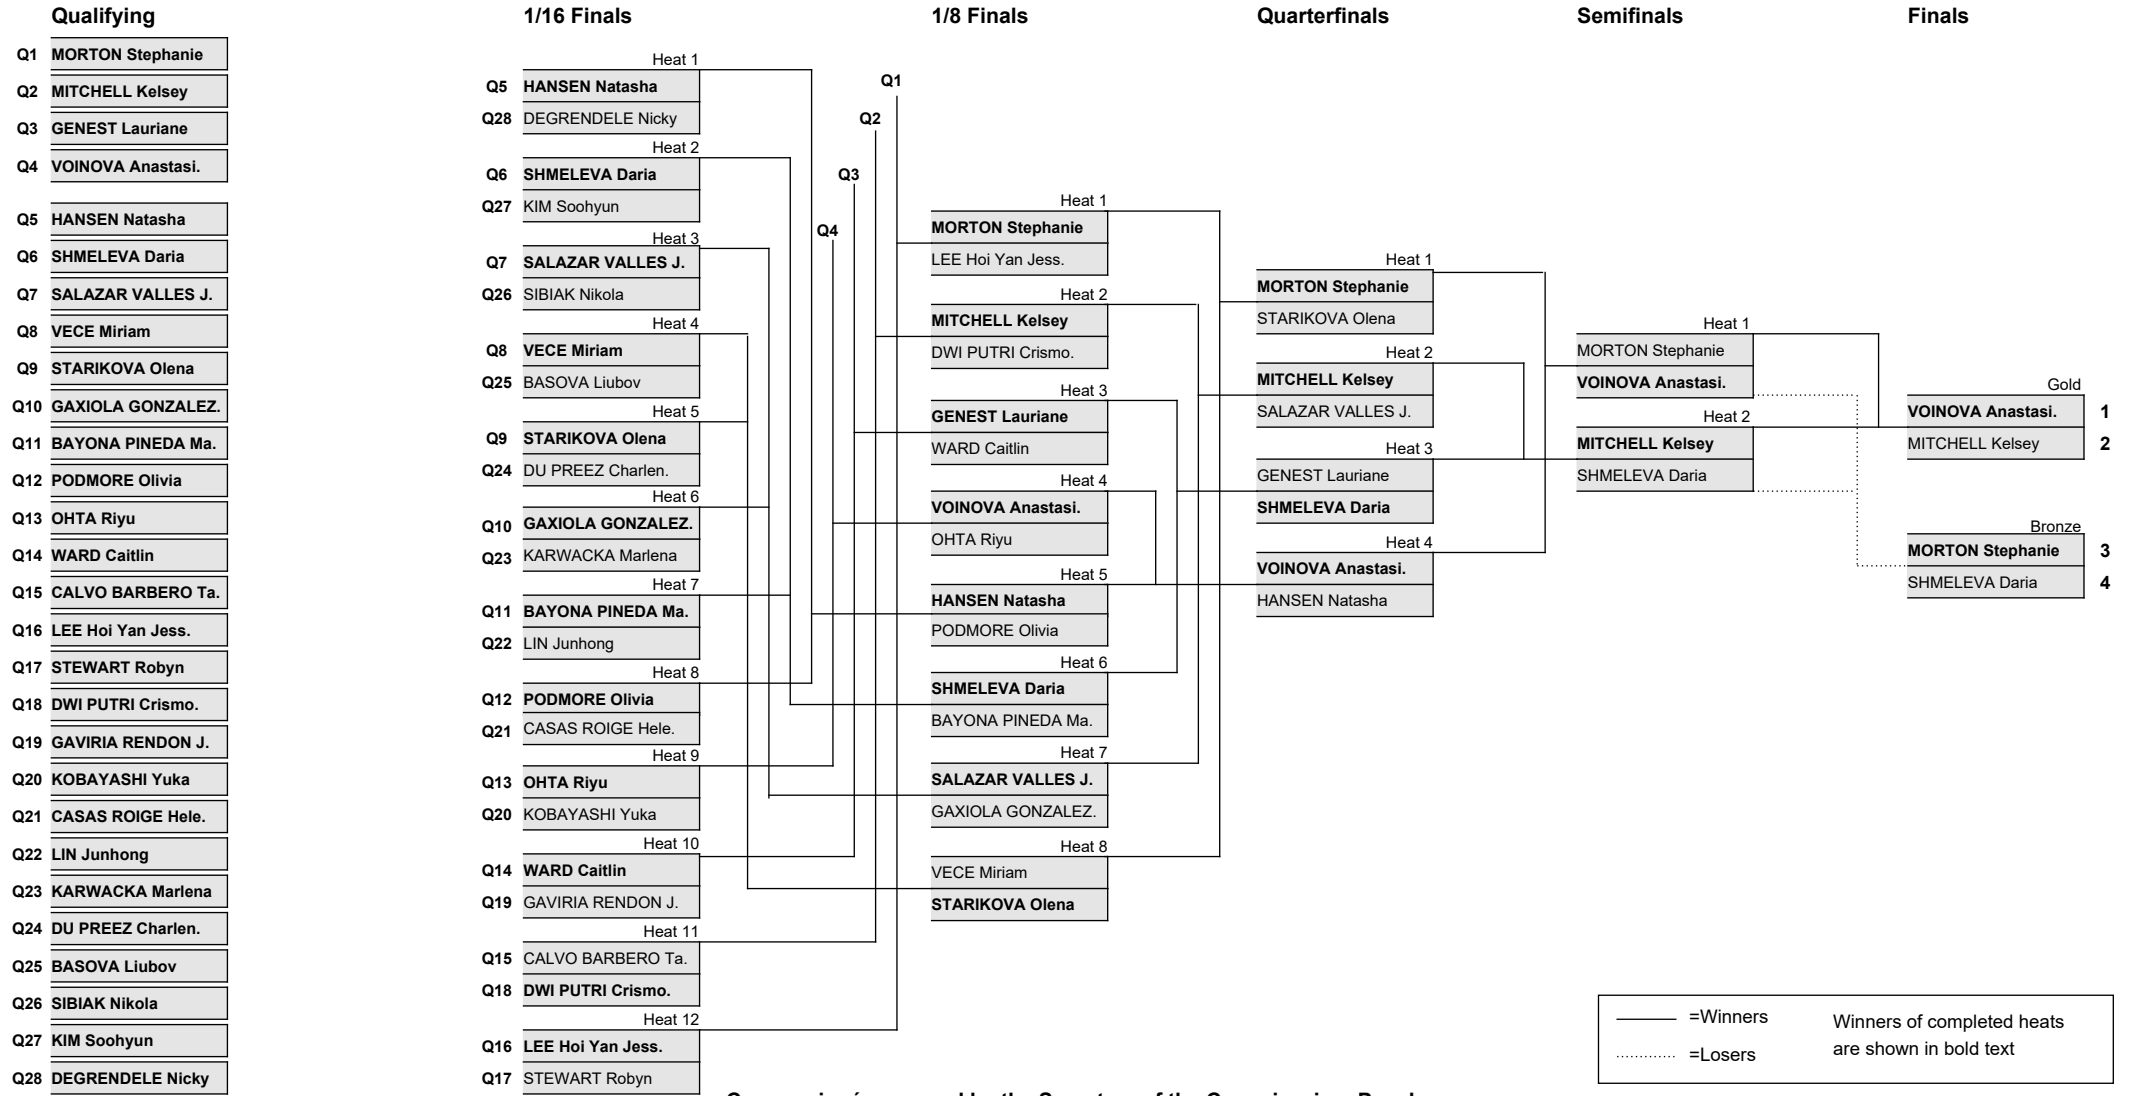 Qualifying
1/16 Finals
1/8 Finals
Quarterfinals
Semifinals
Finals
Q1 MORTON Stephanie
Q2 MITCHELL Kelsey
Q3 GENEST Lauriane
Q4 VOINOVA Anastasi.
Q5 HANSEN Natasha
Q6 SHMELEVA Daria
Q7 SALAZAR VALLES J.
Q8 VECE Miriam
Q9 STARIKOVA Olena
Q10 GAXIOLA GONZALEZ.
Q11 BAYONA PINEDA Ma.
Q12 PODMORE Olivia
Q13 OHTA Riyu
Q14 WARD Caitlin
Q15 CALVO BARBERO Ta.
Q16 LEE Hoi Yan Jess.
Q17 STEWART Robyn
Q18 DWI PUTRI Crismo.
Q19 GAVIRIA RENDON J.
Q20 KOBAYASHI Yuka
Q21 CASAS ROIGE Hele.
Q22 LIN Junhong
Q23 KARWACKA Marlena
Q24 DU PREEZ Charlen.
Q25 BASOVA Liubov
Q26 SIBIAK Nikola
Q27 KIM Soohyun
Q28 DEGRENDELE Nicky
Heat 1
Q5 HANSEN Natasha
Q28 DEGRENDELE Nicky
Heat 2
Q6 SHMELEVA Daria
Q27 KIM Soohyun
Heat 3
Q7 SALAZAR VALLES J.
Q26 SIBIAK Nikola
Heat 4
Q8 VECE Miriam
Q25 BASOVA Liubov
Heat 5
Q9 STARIKOVA Olena
Q24 DU PREEZ Charlen.
Heat 6
Q10 GAXIOLA GONZALEZ.
Q23 KARWACKA Marlena
Heat 7
Q11 BAYONA PINEDA Ma.
Q22 LIN Junhong
Heat 8
Q12 PODMORE Olivia
Q21 CASAS ROIGE Hele.
Heat 9
Q13 OHTA Riyu
Q20 KOBAYASHI Yuka
Heat 10
Q14 WARD Caitlin
Q19 GAVIRIA RENDON J.
Heat 11
Q15 CALVO BARBERO Ta.
Q18 DWI PUTRI Crismo.
Heat 12
Q16 LEE Hoi Yan Jess.
Q17 STEWART Robyn
Q1
Q2
Q3
Q4
Heat 1
MORTON Stephanie
LEE Hoi Yan Jess.
Heat 2
MITCHELL Kelsey
DWI PUTRI Crismo.
Heat 3
GENEST Lauriane
WARD Caitlin
Heat 4
VOINOVA Anastasi.
OHTA Riyu
Heat 5
HANSEN Natasha
PODMORE Olivia
Heat 6
SHMELEVA Daria
BAYONA PINEDA Ma.
Heat 7
SALAZAR VALLES J.
GAXIOLA GONZALEZ.
Heat 8
VECE Miriam
STARIKOVA Olena
Heat 1
MORTON Stephanie
STARIKOVA Olena
Heat 2
MITCHELL Kelsey
SALAZAR VALLES J.
Heat 3
GENEST Lauriane
SHMELEVA Daria
Heat 4
VOINOVA Anastasi.
HANSEN Natasha
Heat 1
MORTON Stephanie
VOINOVA Anastasi.
Heat 2
MITCHELL Kelsey
SHMELEVA Daria
Gold
VOINOVA Anastasi. 1
MITCHELL Kelsey 2
Bronze
MORTON Stephanie 3
SHMELEVA Daria 4
=Winners
=Losers
Winners of completed heats
are shown in bold text